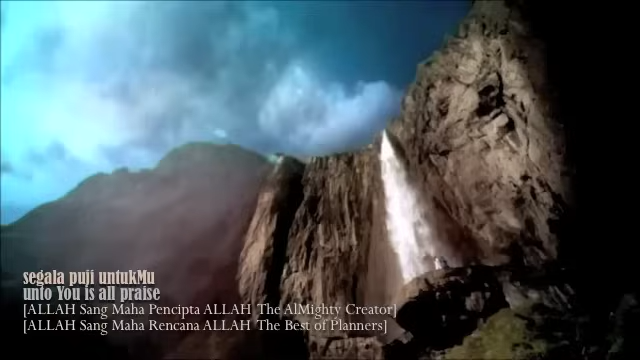 segala puji untukMu
unto You is all praise
[ALLAH Sang Maha Pencipta ALLAH The AlMighty Creator]
[ALLAH Sang Maha Rencana ALLAH The Best of Planners]